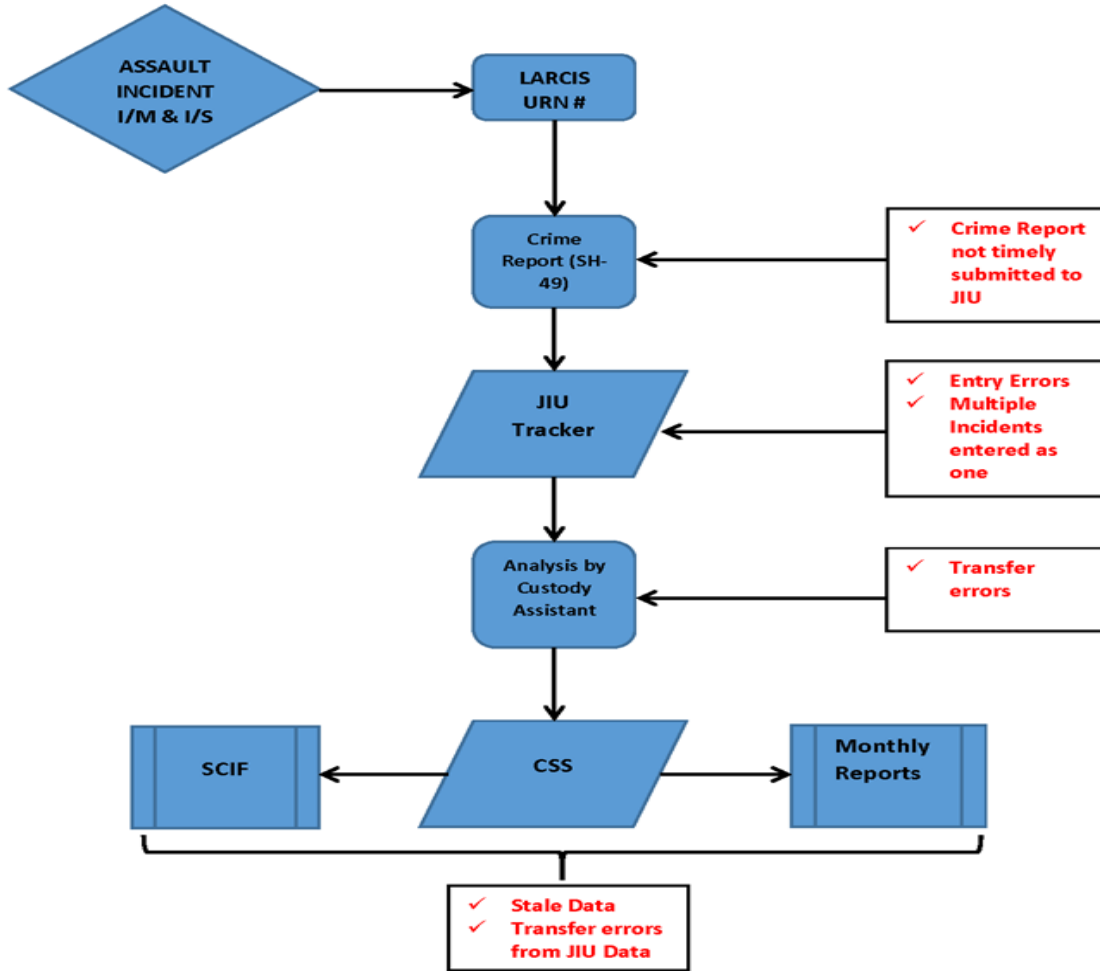 ASSAULT
INCIDENT
I/M & I/S
LARCIS
URN #
Crime
Report (SH-
49)
✓ Crime Report
not timely
submitted to
JIU
JIU
Tracker
✓ Entry Errors
✓ Multiple
Incidents
entered as
one
Analysis by
Custody
Assistant
✓ Transfer
errors
SCIF
CSS
Monthly
Reports
✓ Stale Data
✓ Transfer errors
from JIU Data